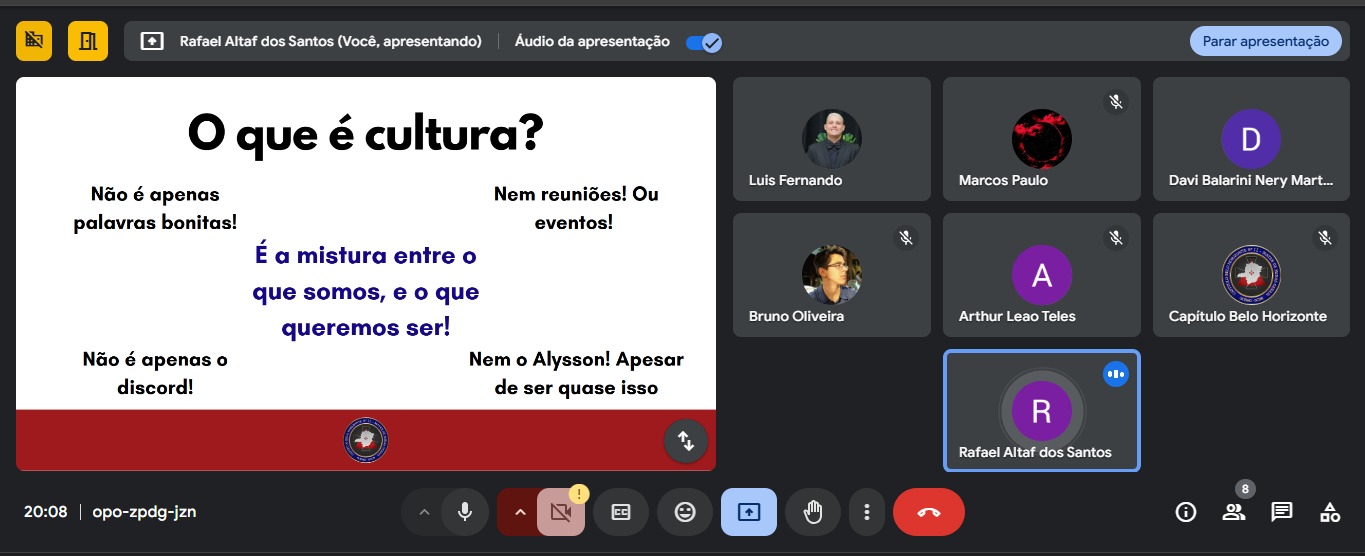 Rafael Altaf dos Santos (Você, apresentando)
Áudio da apresentação
Parar apresentação
O que é cultura?
Não é apenas
palavras bonitas!
Nem reuniões! Ou
eventos!
É a mistura entre o
que somos, e o que
queremos ser!
Não é apenas o
discord!
Nem o Alysson! Apesar
de ser quase isso
Luis Fernando
Marcos Paulo
D
Davi Balarini Nery Mart...
Bruno Oliveira
A
Arthur Leao Teles
Capítulo Belo Horizonte
R
Rafael Altaf dos Santos
20:08
opo-zpdg-jzn
!
8